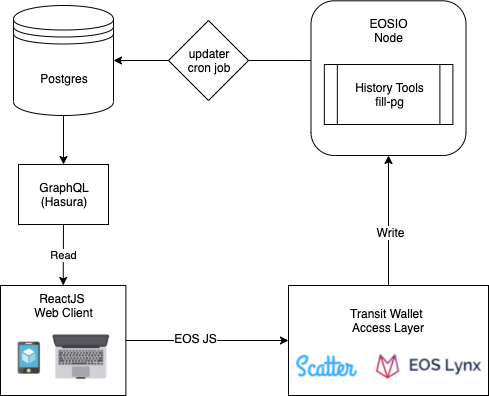 EOSIO
Node
updater
cron job
Postgres
History Tools
fill-pg
GraphQL
(Hasura)
Write
Read
ReactJS
Web Client
EOS JS
Transit Wallet
Access Layer
Scatter
EOS Lynx